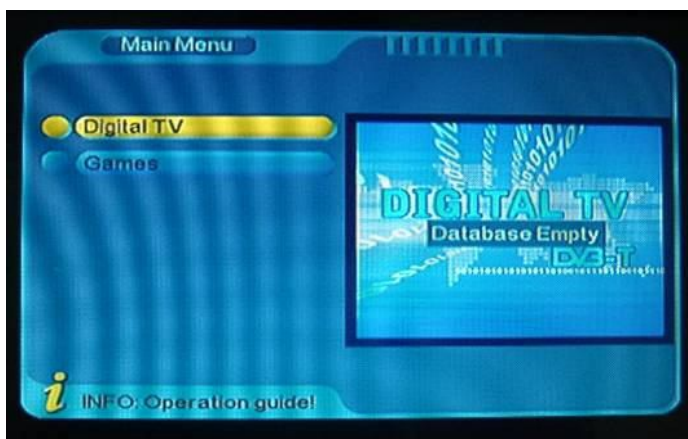 Main Menu
Digital TV
Games
DIGITAL TV
Database Empty
DVB-T
i INFO: Operation guide!